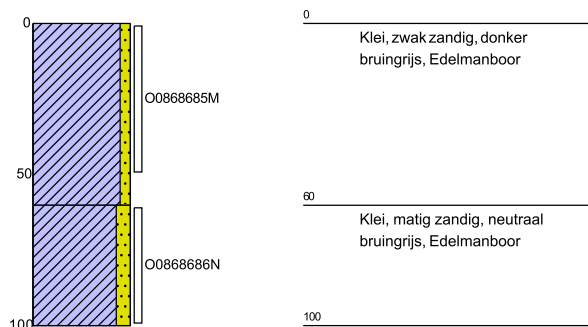 0
0
Klei, zwak zandig, donker
bruingrijs, Edelmanboor
O0868685M
50
60
Klei, matig zandig, neutraal
bruingrijs, Edelmanboor
O0868686N
100
100